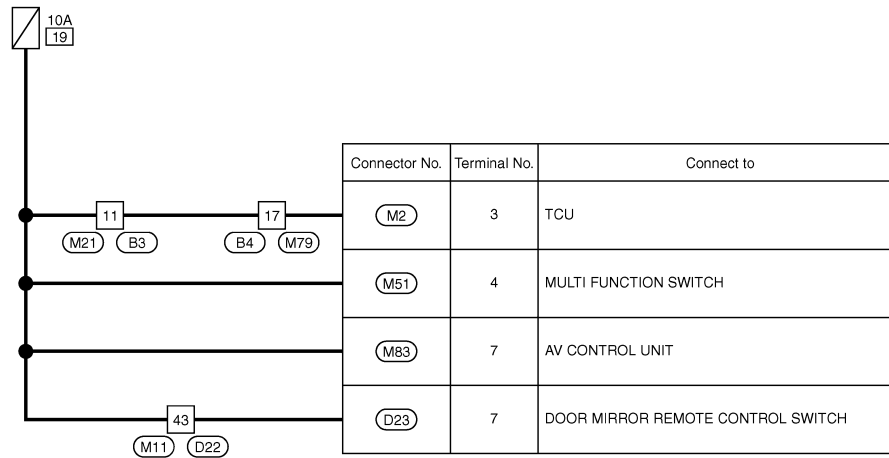 10A
19
Connector No. Terminal No. Connect to
11 17 M2 3 TCU
M21 B3 B4 M79
M51 4 MULTI FUNCTION SWITCH
M83 7 AV CONTROL UNIT
43 D23 7 DOOR MIRROR REMOTE CONTROL SWITCH
M11 D22